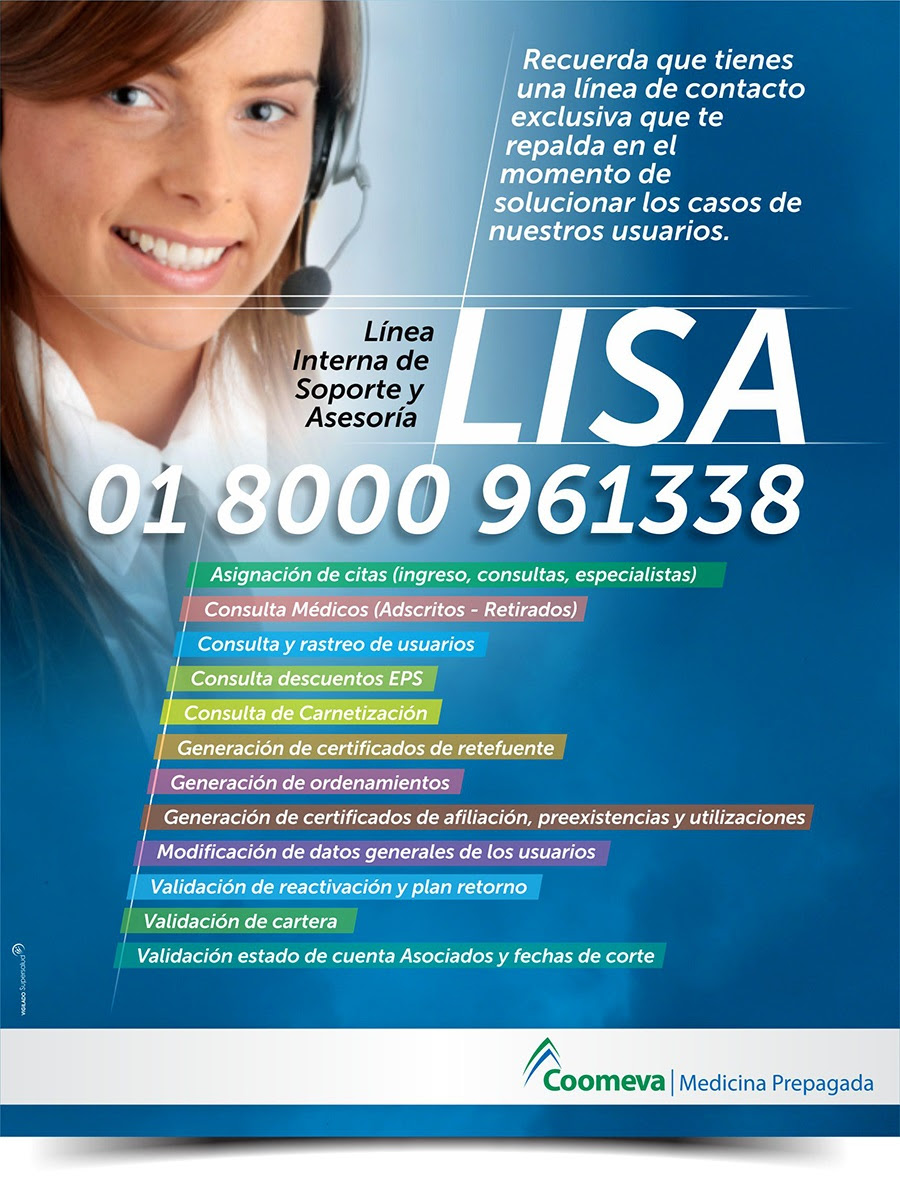 Recuerda que tienes
una línea de contacto
exclusiva que te
repalda en el
momento de
solucionar los casos de
nuestros usuarios.
Línea
Interna de
Soporte y
Asesoría
LISA
01 8000 961338
Asignación de citas (ingreso, consultas, especialistas)
Consulta Médicos (Adscritos - Retirados)
Consulta y rastreo de usuarios
Consulta descuentos EPS
Consulta de Carnetización
Generación de certificados de retefuente
Generación de ordenamientos
Generación de certificados de afiliación, preexistencias y utilizaciones
Modificación de datos generales de los usuarios
Validación de reactivación y plan retorno
Validación de cartera
Validación estado de cuenta Asociados y fechas de corte
VIGILADO Supersalud
Coomeva | Medicina Prepagada